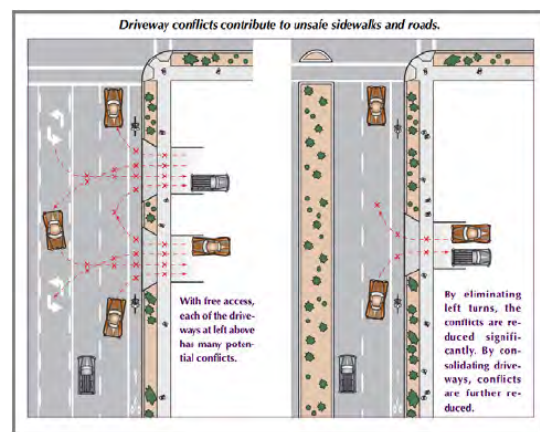 Driveway conflicts contribute to unsafe sidewalks and roads.
With free access,
each of the drive-
ways at left above
has many poten-
tial conflicts.
By eliminating
left turns, the
conflicts are re-
duced signifi-
cantly. By con-
solidating drive-
ways, conflicts
are further re-
duced.